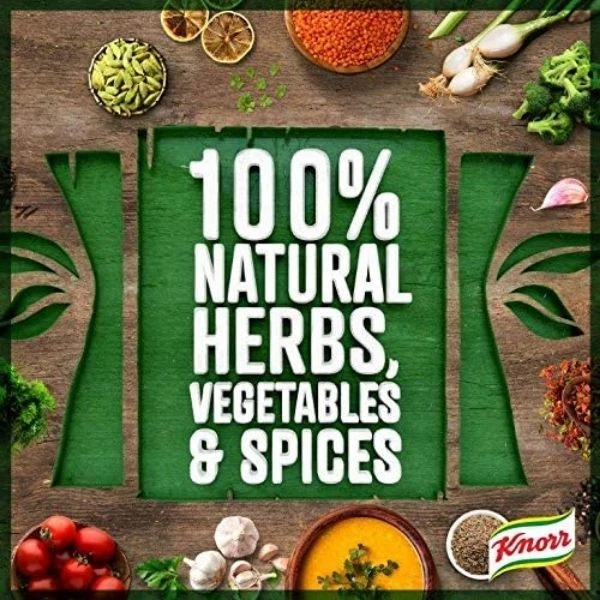 100%
NATURAL
HERBS,
VEGETABLES
& SPICES
Knorr